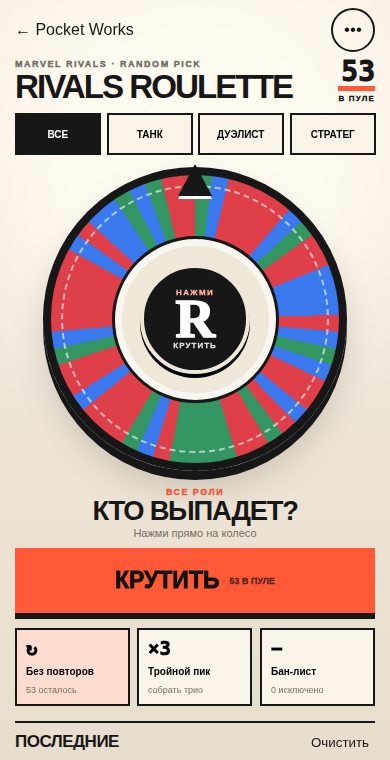 ← Pocket Works
•••
MARVEL RIVALS · RANDOM PICK
RIVALS ROULETTE
53
В ПУЛЕ
ВСЕ
ТАНК
ДУЭЛИСТ
СТРАТЕГ
НАЖМИ
R
КРУТИТЬ
ВСЕ РОЛИ
КТО ВЫПАДЕТ?
Нажми прямо на колесо
КРУТИТЬ 53 В ПУЛЕ
↻
Без повторов
53 осталось
×3
Тройной пик
собрать трио
−
Бан-лист
0 исключено
ПОСЛЕДНИЕ
Очистить